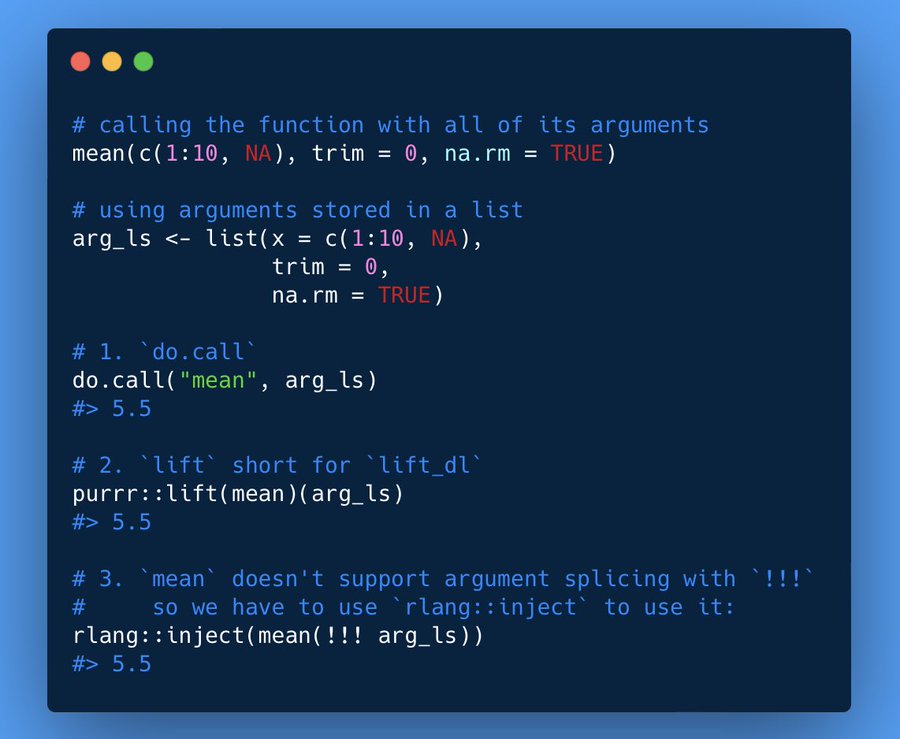 # calling the function with all of its arguments
mean(c(1:10, NA), trim = 0, na.rm = TRUE)
# using arguments stored in a list
arg_ls <- list(x = c(1:10, NA),
               trim = 0,
               na.rm = TRUE)
# 1. `do.call`
do.call("mean", arg_ls)
#> 5.5
# 2. `lift` short for `lift_dl`
purrr::lift(mean)(arg_ls)
#> 5.5
# 3. `mean` doesn't support argument splicing with `!!!`
#     so we have to use `rlang::inject` to use it:
rlang::inject(mean(!!! arg_ls))
#> 5.5